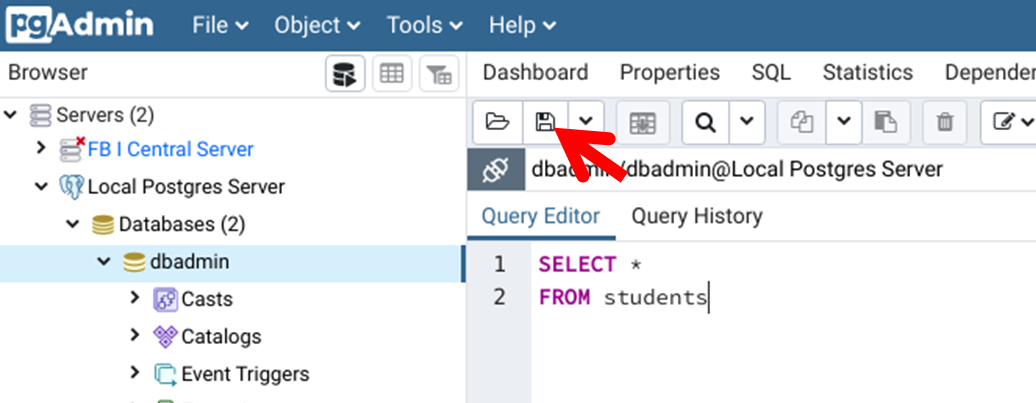 pgAdmin File Object Tools Help
Browser
Dashboard Properties SQL Statistics Depender
Servers (2)
FB I Central Server
Local Postgres Server
Databases (2)
dbadmin
Casts
Catalogs
Event Triggers
dbadmin/dbadmin@Local Postgres Server
Query Editor Query History
1 SELECT *
2 FROM students